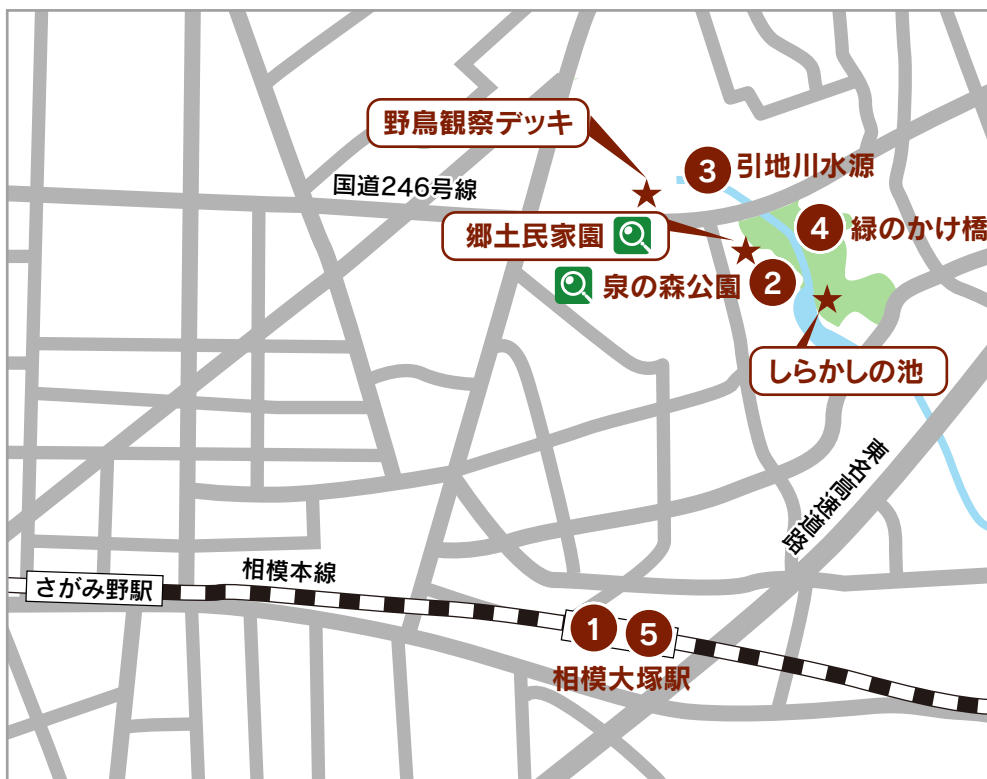 野鳥観察デッキ
3 引地川水源
国道246号線
郷土民家園
4 緑のかけ橋
泉の森公園 2
しらかしの池
東名高速道路
相模本線
さがみ野駅
1 5
相模大塚駅